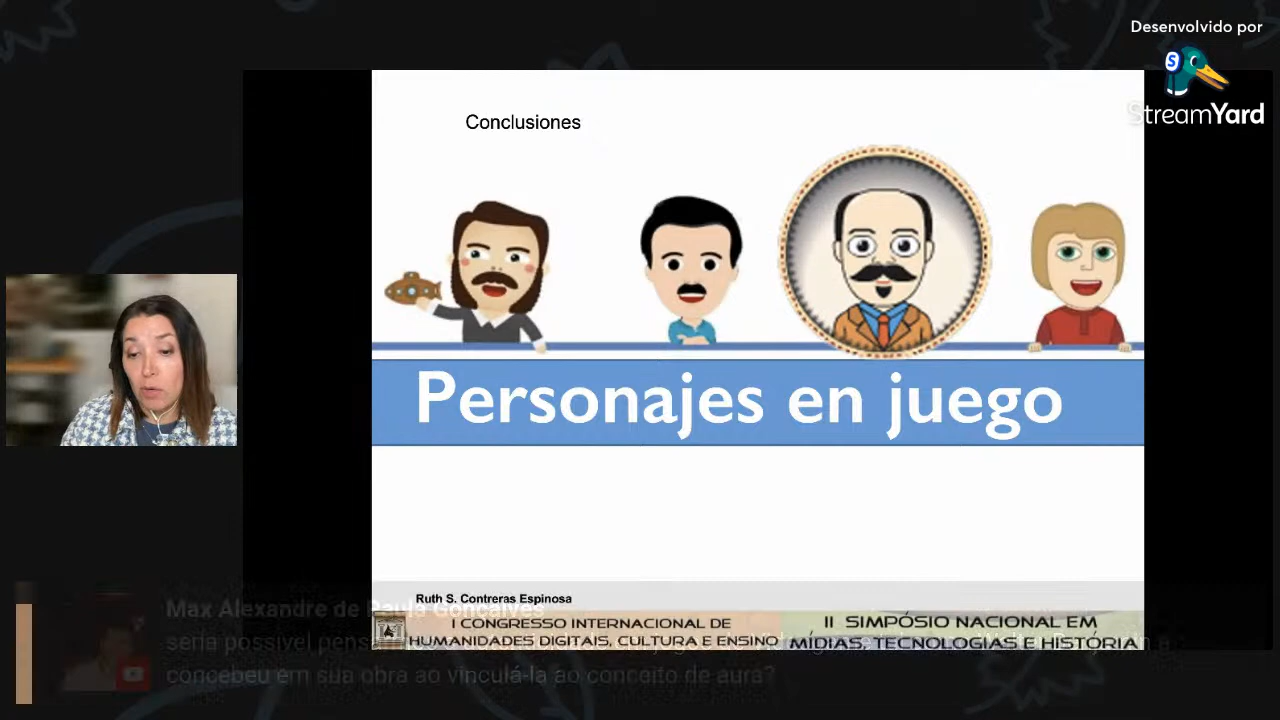 Desenvolvido por
StreamYard
Conclusiones
Personajes en juego
Ruth S. Contreras Espinosa
I CONGRESSO INTERNACIONAL DE
HUMANIDADES DIGITAIS, CULTURA E ENSINO
II SIMPÓSIO NACIONAL EM
MÍDIAS, TECNOLOGIAS E HISTÓRIA
Max Alexandre de Paula Gonçalves
seria possivel
concebeu em sua obra ao vinculá-la ao conceito de aura?